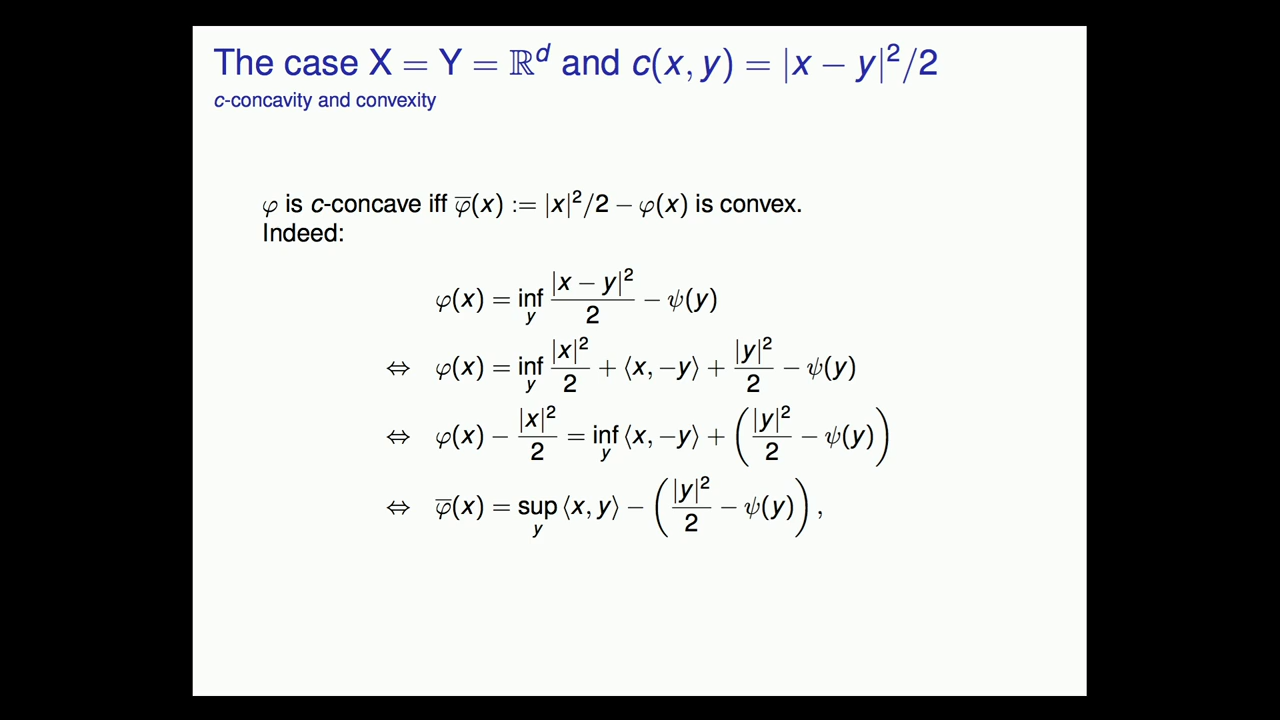 The case X = Y = ℝᵈ and c(x, y) = |x − y|²/2
c-concavity and convexity
φ is c-concave iff φ̅(x) := |x|²/2 − φ(x) is convex.
Indeed:
φ(x) = inf_y |x − y|²/2 − ψ(y)
⇔ φ(x) = inf_y |x|²/2 + ⟨x, −y⟩ + |y|²/2 − ψ(y)
⇔ φ(x) − |x|²/2 = inf_y ⟨x, −y⟩ + (|y|²/2 − ψ(y))
⇔ φ̅(x) = sup_y ⟨x, y⟩ − (|y|²/2 − ψ(y)) ,